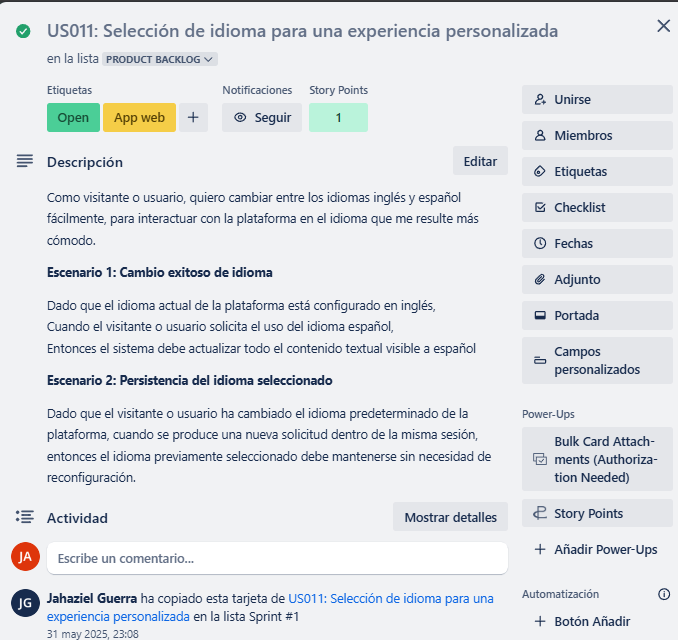 US011: Selección de idioma para una experiencia personalizada
en la lista PRODUCT BACKLOG
Etiquetas
Open
App web
+
Notificaciones
Seguir
Story Points
1
Descripción
Editar
Como visitante o usuario, quiero cambiar entre los idiomas inglés y español
fácilmente, para interactuar con la plataforma en el idioma que me resulte más
cómodo.
Escenario 1: Cambio exitoso de idioma
Dado que el idioma actual de la plataforma está configurado en inglés,
Cuando el visitante o usuario solicita el uso del idioma español,
Entonces el sistema debe actualizar todo el contenido textual visible a español
Escenario 2: Persistencia del idioma seleccionado
Dado que el visitante o usuario ha cambiado el idioma predeterminado de la
plataforma, cuando se produce una nueva solicitud dentro de la misma sesión,
entonces el idioma previamente seleccionado debe mantenerse sin necesidad de
reconfiguración.
Actividad
Mostrar detalles
JA
Escribe un comentario...
JG
Jahaziel Guerra ha copiado esta tarjeta de US011: Selección de idioma para una
experiencia personalizada en la lista Sprint #1
31 may 2025, 23:08
Unirse
Miembros
Etiquetas
Checklist
Fechas
Adjunto
Portada
Campos
personalizados
Power-Ups
Bulk Card Attach-
ments (Authoriza-
tion Needed)
Story Points
+ Añadir Power-Ups
Automatización
+ Botón Añadir